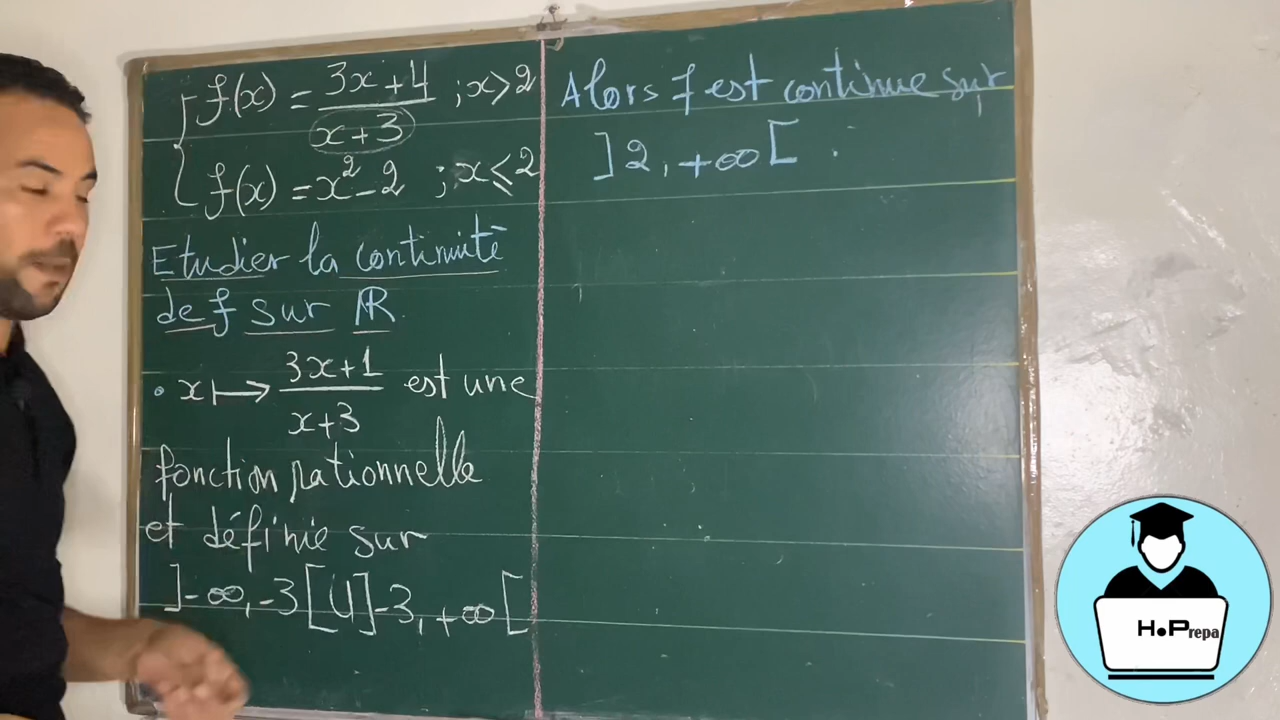 f(x) = 3x+4 / x+3 ; x>2
f(x) = x² - 2 ; x⩽2
Etudier la continuité
de f sur ℝ
• x ⟼ 3x+1 / x+3 est une
fonction rationnelle
et définie sur
]-∞, -3[ U ]-3, +∞[
Alors f est continue sur
]2, +∞[ .
H.Prepa